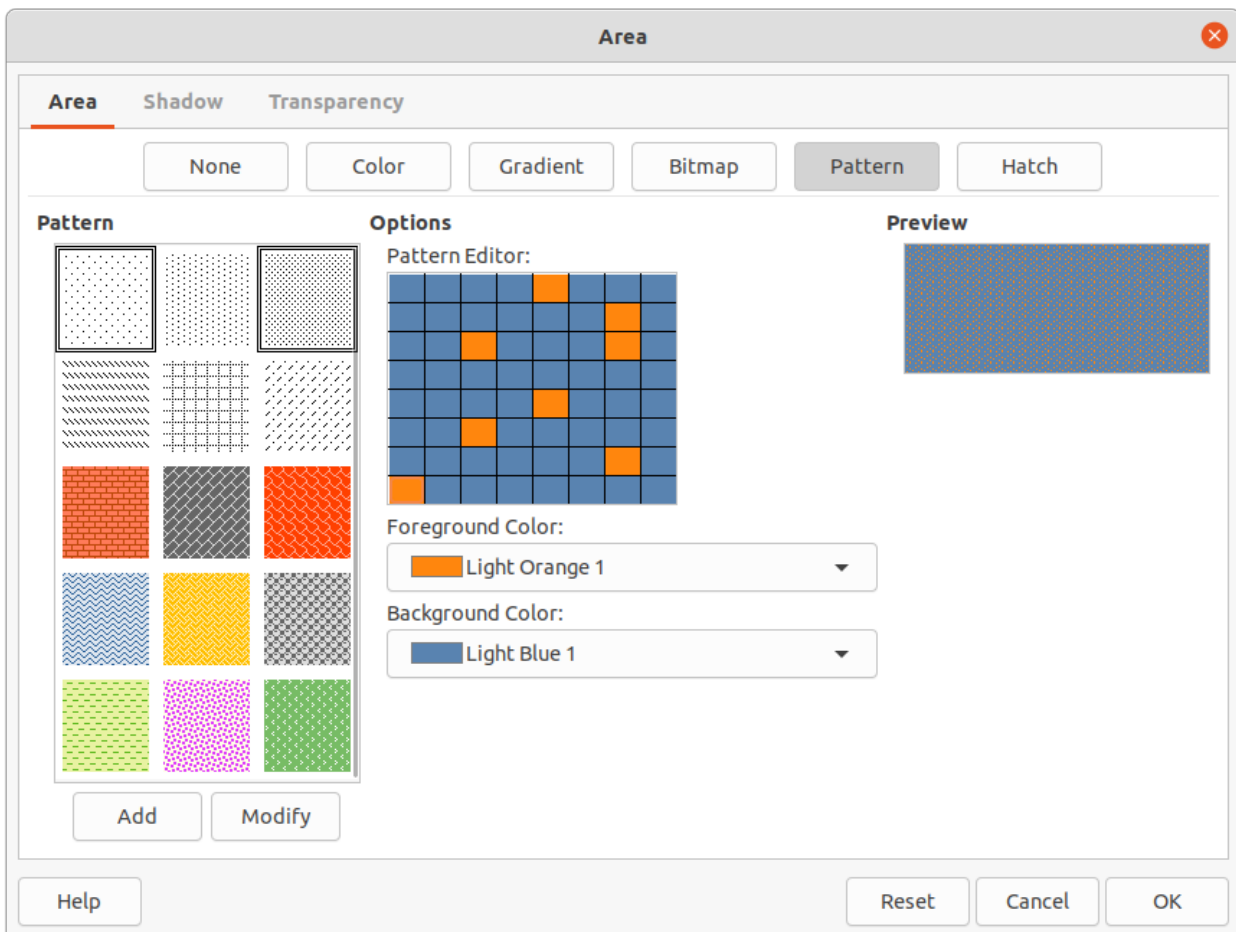 Area
Area Shadow Transparency
None Color Gradient Bitmap Pattern Hatch
Pattern
Options
Pattern Editor:
Foreground Color:
Light Orange 1
Background Color:
Light Blue 1
Preview
Add Modify
Help Reset Cancel OK